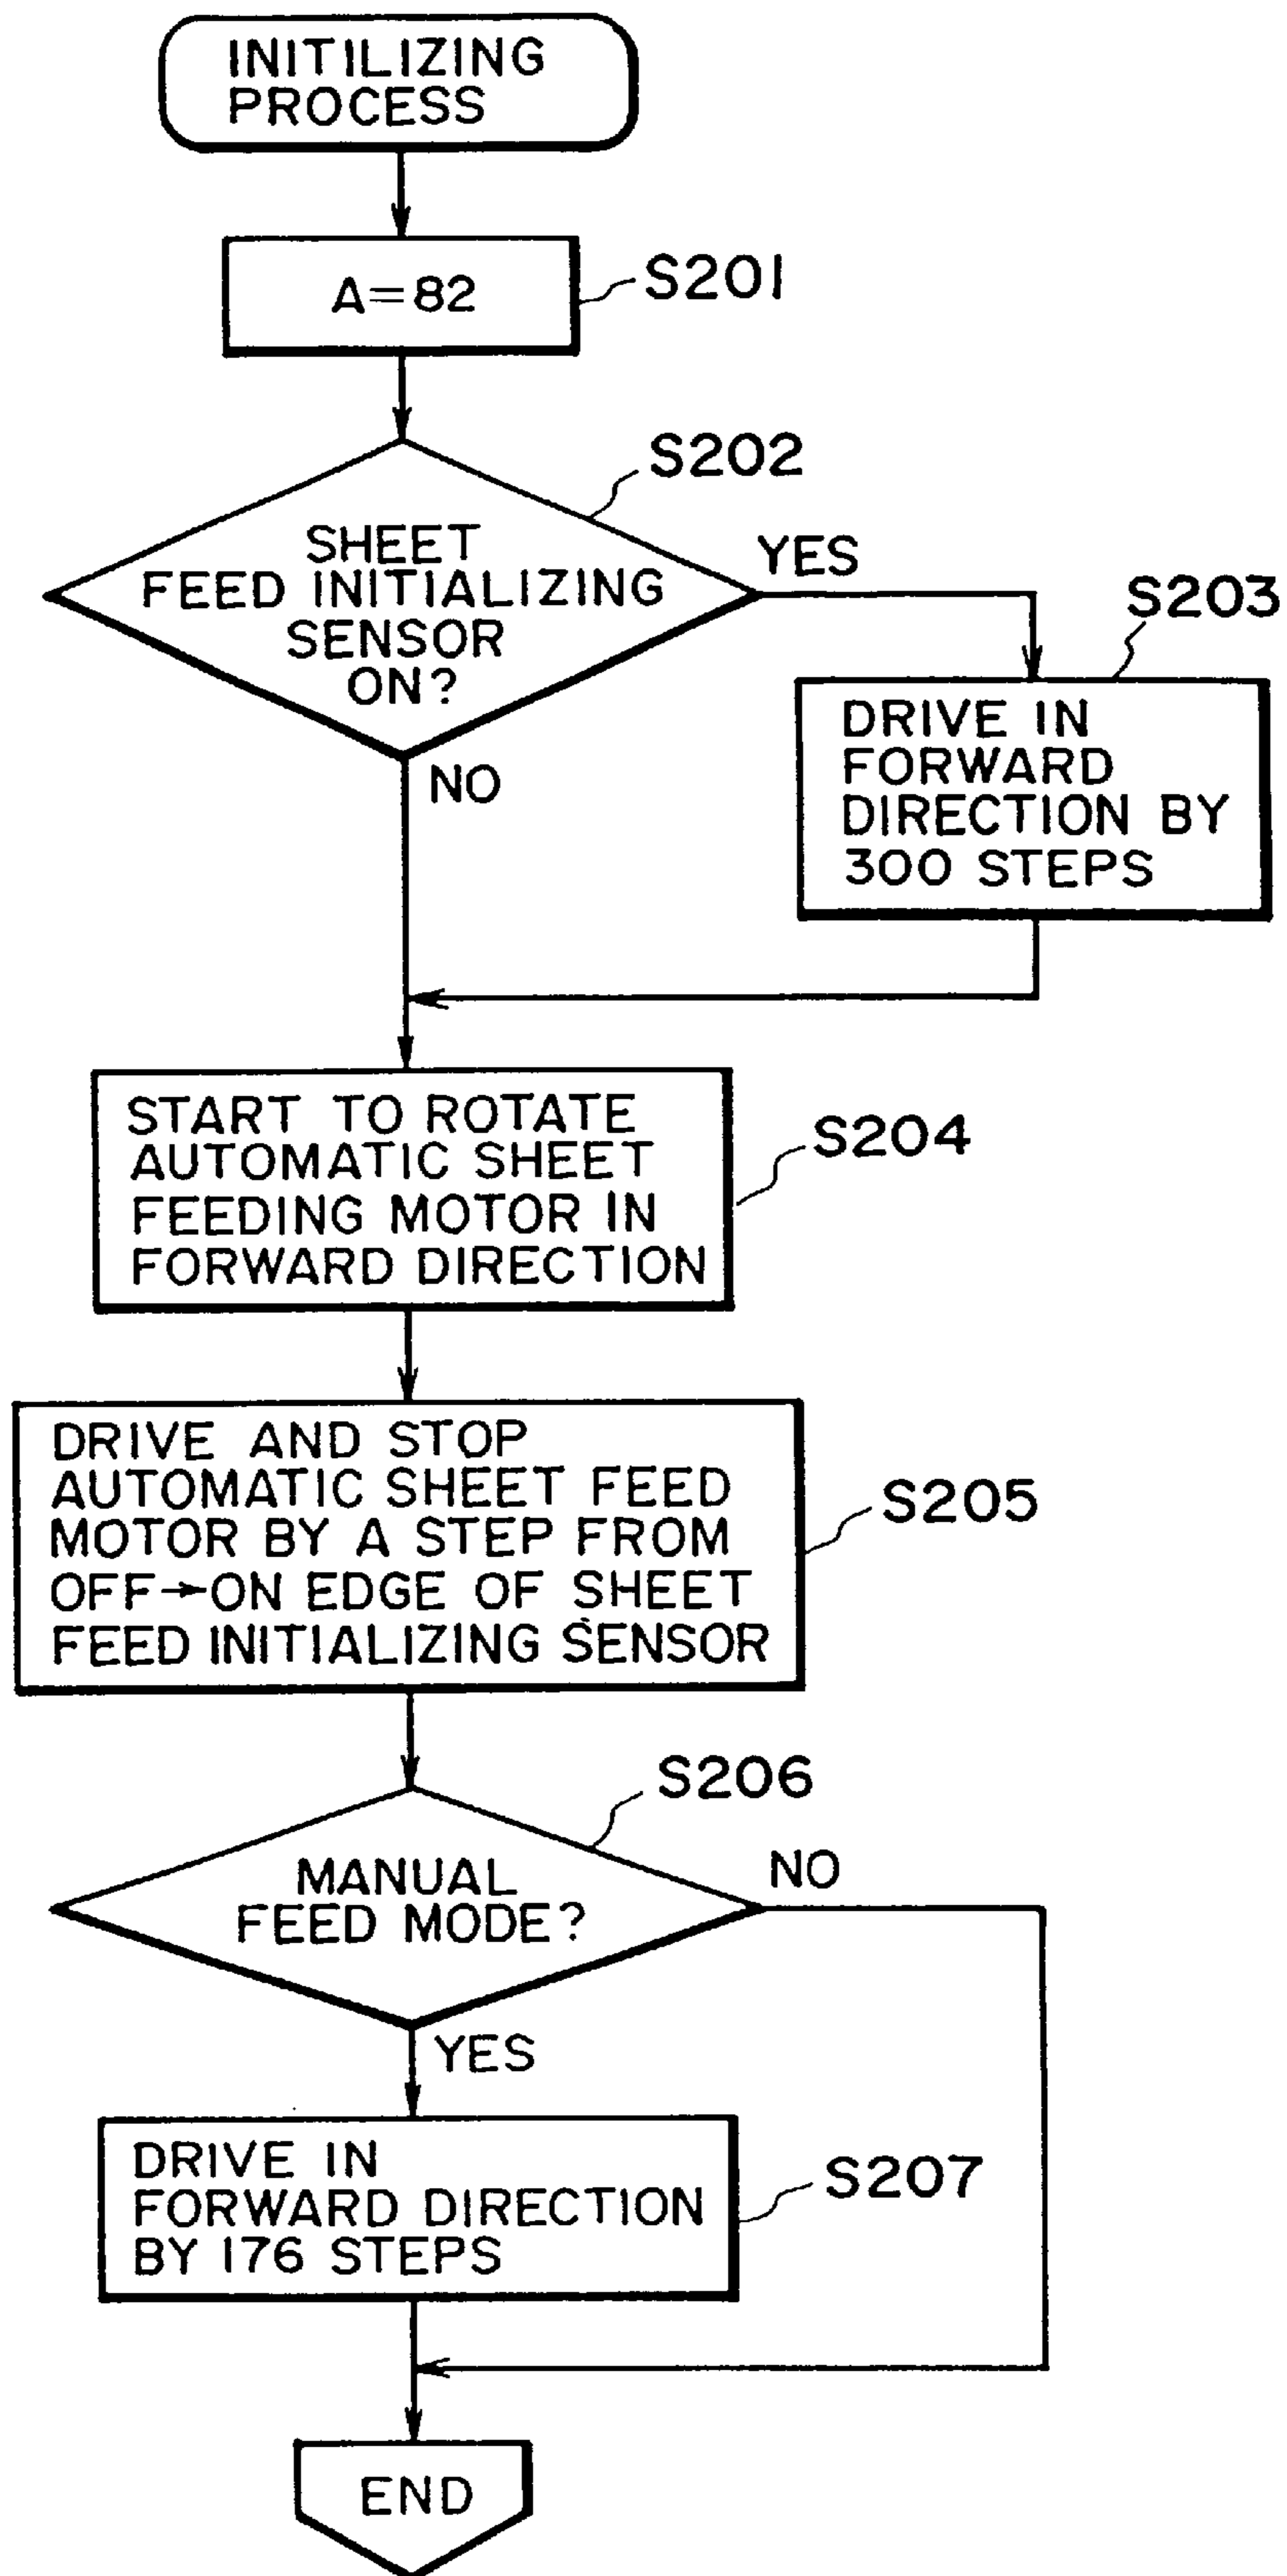 INITILIZING
PROCESS
A=82
S201
S202
SHEET
FEED INITIALIZING
SENSOR
ON?
YES
NO
S203
DRIVE IN
FORWARD
DIRECTION BY
300 STEPS
START TO ROTATE
AUTOMATIC SHEET
FEEDING MOTOR IN
FORWARD DIRECTION
S204
DRIVE AND STOP
AUTOMATIC SHEET FEED
MOTOR BY A STEP FROM
OFF→ON EDGE OF SHEET
FEED INITIALIZING SENSOR
S205
S206
MANUAL
FEED MODE?
NO
YES
DRIVE IN
FORWARD DIRECTION
BY 176 STEPS
S207
END